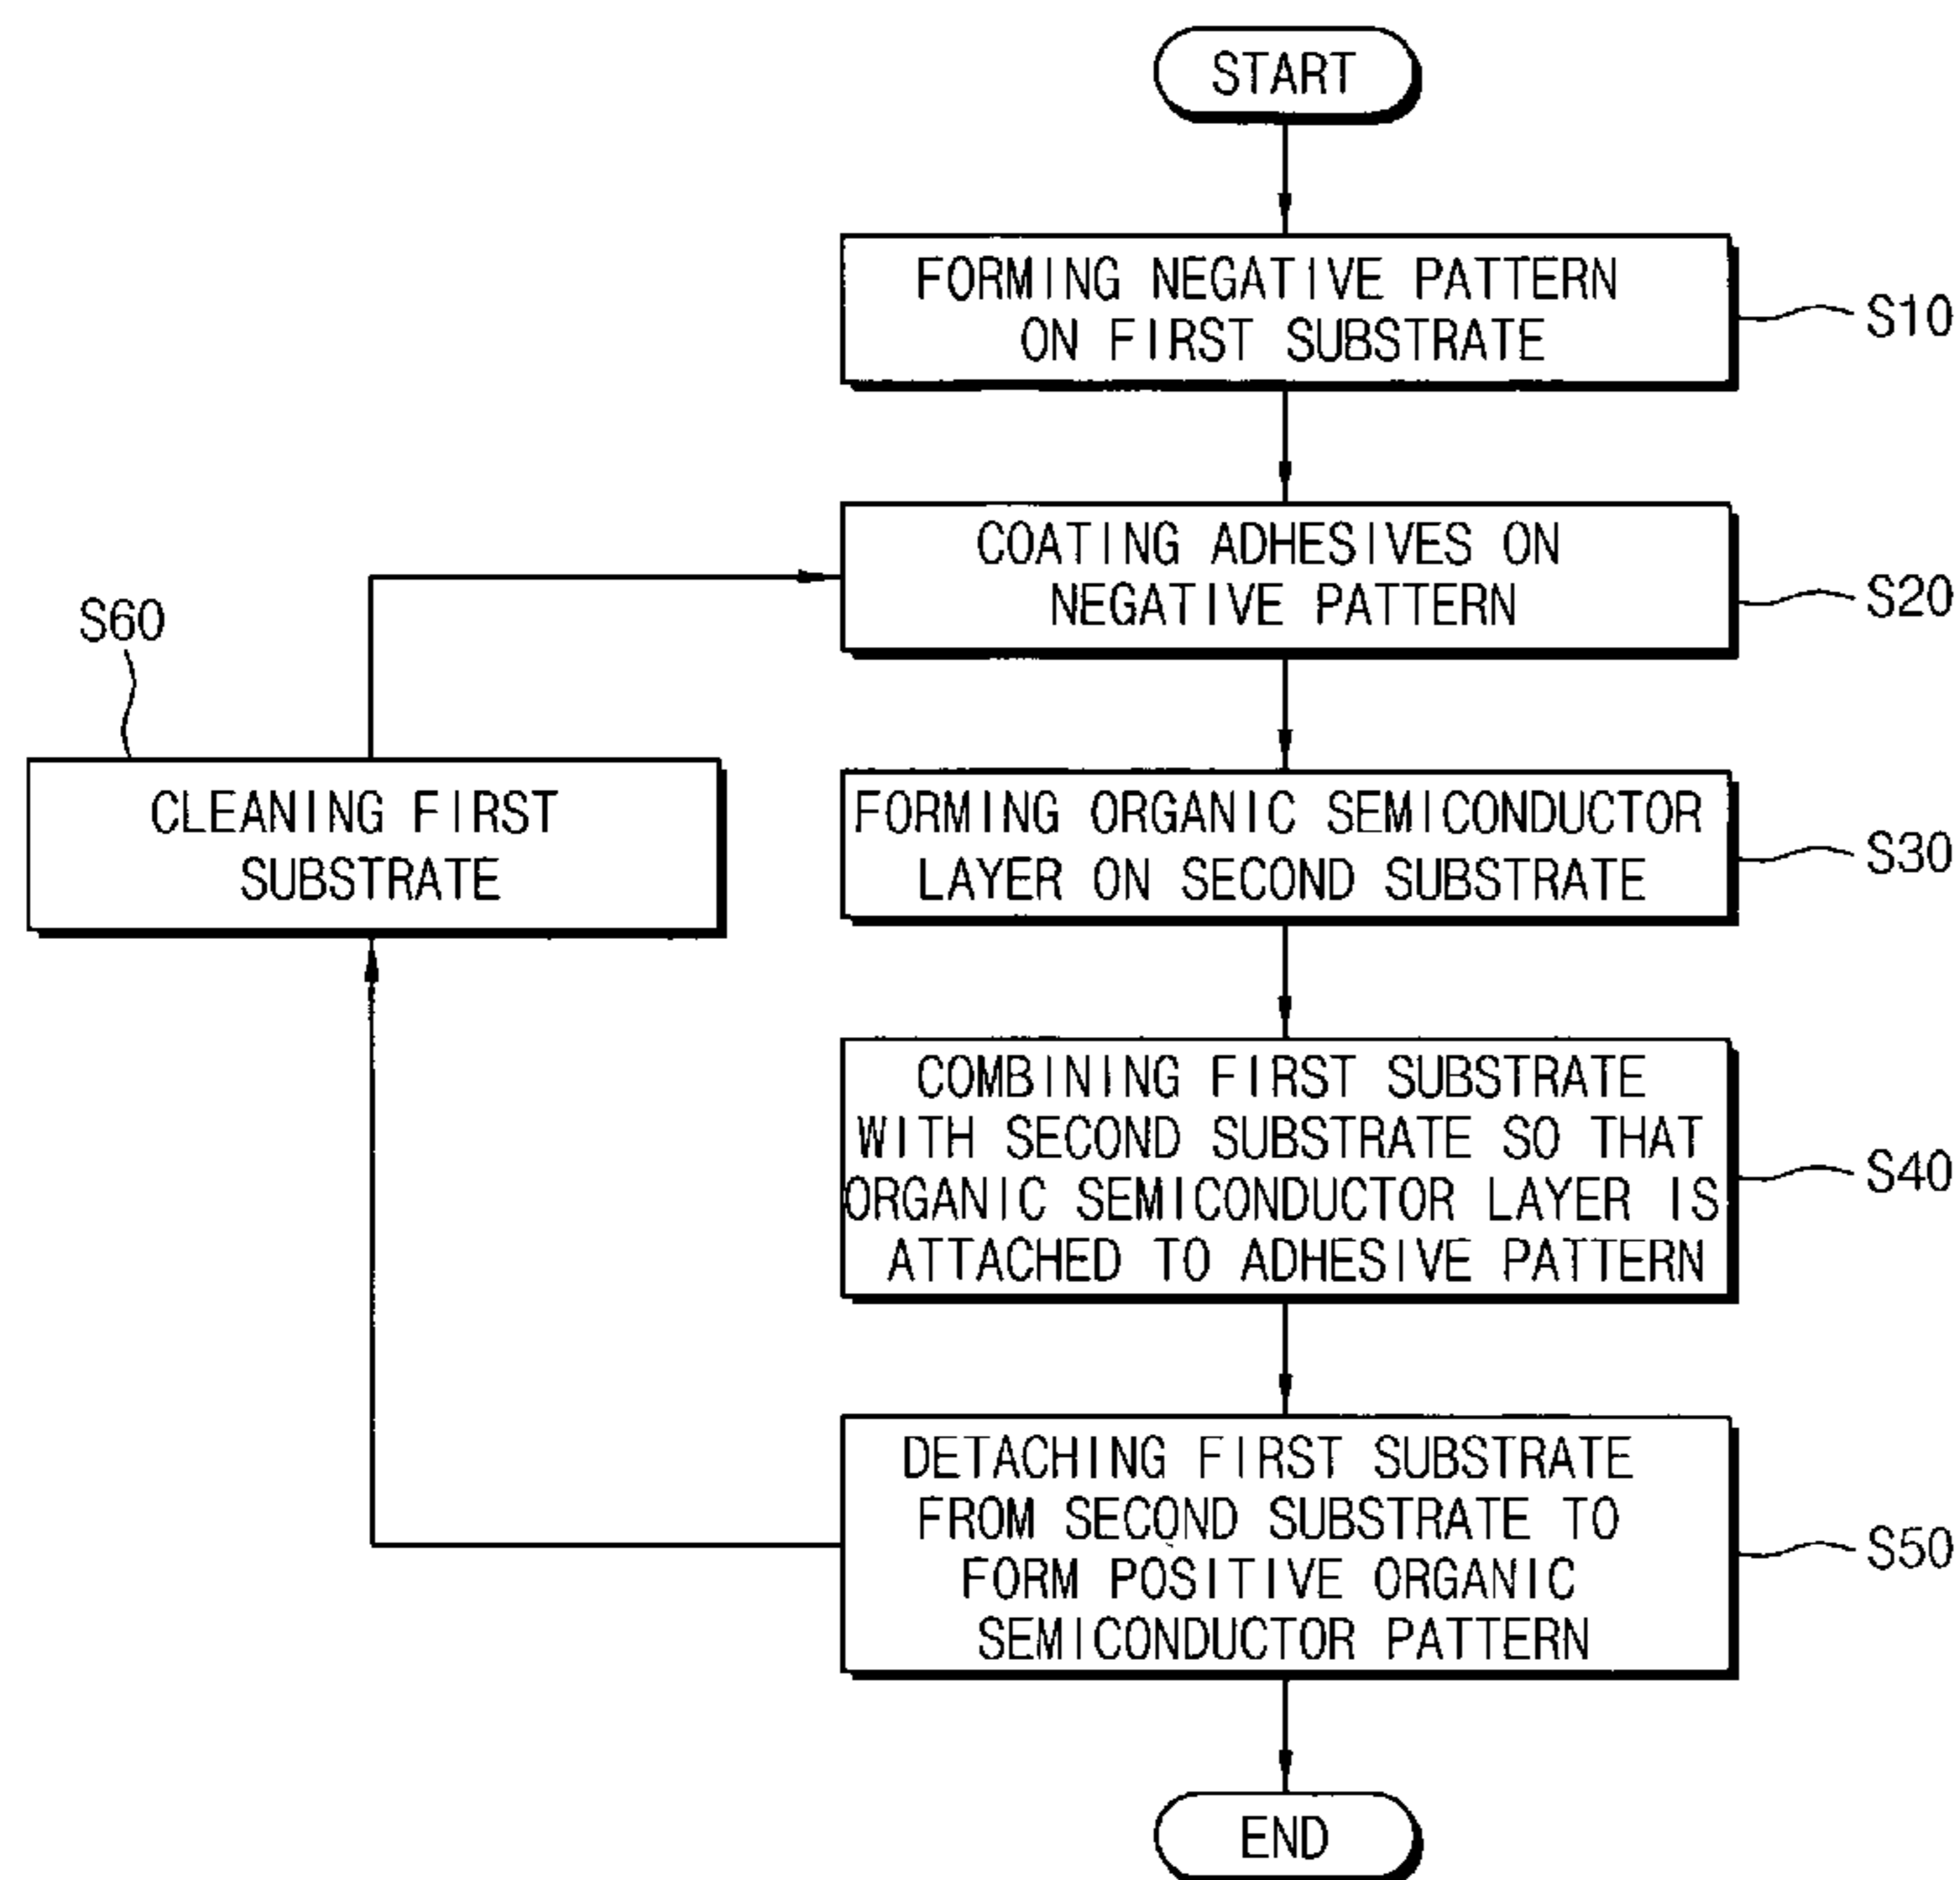 START
FORMING NEGATIVE PATTERN
ON FIRST SUBSTRATE
S10
COATING ADHESIVES ON
NEGATIVE PATTERN
S20
S60
CLEANING FIRST
SUBSTRATE
FORMING ORGANIC SEMICONDUCTOR
LAYER ON SECOND SUBSTRATE
S30
COMBINING FIRST SUBSTRATE
WITH SECOND SUBSTRATE SO THAT
ORGANIC SEMICONDUCTOR LAYER IS
ATTACHED TO ADHESIVE PATTERN
S40
DETACHING FIRST SUBSTRATE
FROM SECOND SUBSTRATE TO
FORM POSITIVE ORGANIC
SEMICONDUCTOR PATTERN
S50
END